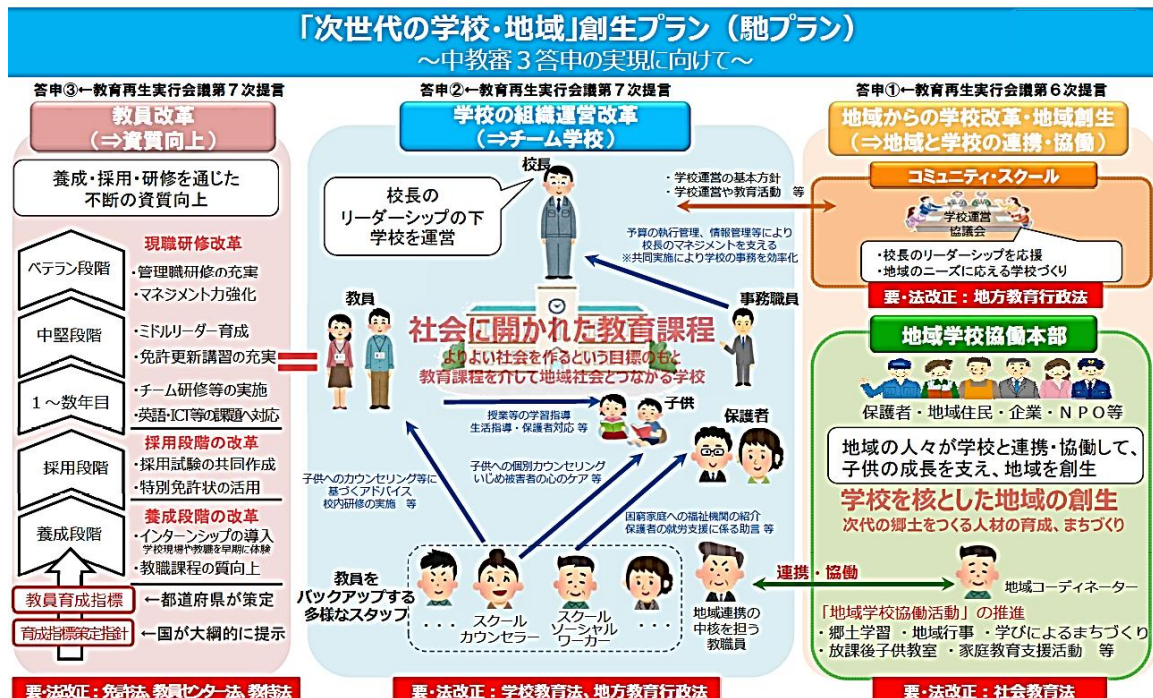 「次世代の学校・地域」創生プラン（馳プラン）
～中教審３答申の実現に向けて～
答申③←教育再生実行会議第７次提言
教員改革
（⇒資質向上）
養成・採用・研修を通じた
不断の資質向上
ベテラン段階
現職研修改革
・管理職研修の充実
・マネジメント力強化
中堅段階
・ミドルリーダー育成
・免許更新講習の充実
１～数年目
・チーム研修等の実施
・英語・ICT等の課題へ対応
採用段階
採用段階の改革
・採用試験の共同作成
・特別免許状の活用
養成段階
養成段階の改革
・インターンシップの導入
学校現場や教職を早期に体験
・教職課程の質向上
教員育成指標
←都道府県が策定
育成指標策定指針
←国が大綱的に提示
要・法改正：免許法、教員センター法、教特法
答申②←教育再生実行会議第７次提言
学校の組織運営改革
（⇒チーム学校）
校長
校長の
リーダーシップの下
学校を運営
・学校運営の基本方針
・学校運営や教育活動　等
予算の執行管理、情報管理等により
校長のマネジメントを支える
※共同実施により学校の事務を効率化
教員
事務職員
社会に開かれた教育課程
よりよい社会を作るという目標のもと
教育課程を介して地域社会とつながる学校
授業等の学習指導
生活指導・保護者対応 等
子供
保護者
子供へのカウンセリング等に
基づくアドバイス
校内研修の実施　等
子供への個別カウンセリング
いじめ被害者の心のケア 等
困窮家庭への福祉機関の紹介
保護者の就労支援に係る助言 等
教員を
バックアップする
多様なスタッフ
・・・
スクール
カウンセラー
スクール
ソーシャル
ワーカー
・・・
地域連携の
中核を担う
教職員
連携・協働
要・法改正：学校教育法、地方教育行政法
答申①←教育再生実行会議第６次提言
地域からの学校改革・地域創生
（⇒地域と学校の連携・協働）
コミュニティ・スクール
学校運営
協議会
・校長のリーダーシップを応援
・地域のニーズに応える学校づくり
要・法改正：地方教育行政法
地域学校協働本部
保護者・地域住民・企業・ＮＰＯ等
地域の人々が学校と連携・協働して、
子供の成長を支え、地域を創生
学校を核とした地域の創生
次代の郷土をつくる人材の育成、まちづくり
地域コーディネーター
「地域学校協働活動」の推進
・郷土学習 ・地域行事 ・学びによるまちづくり
・放課後子供教室 ・家庭教育支援活動　等
要・法改正：社会教育法